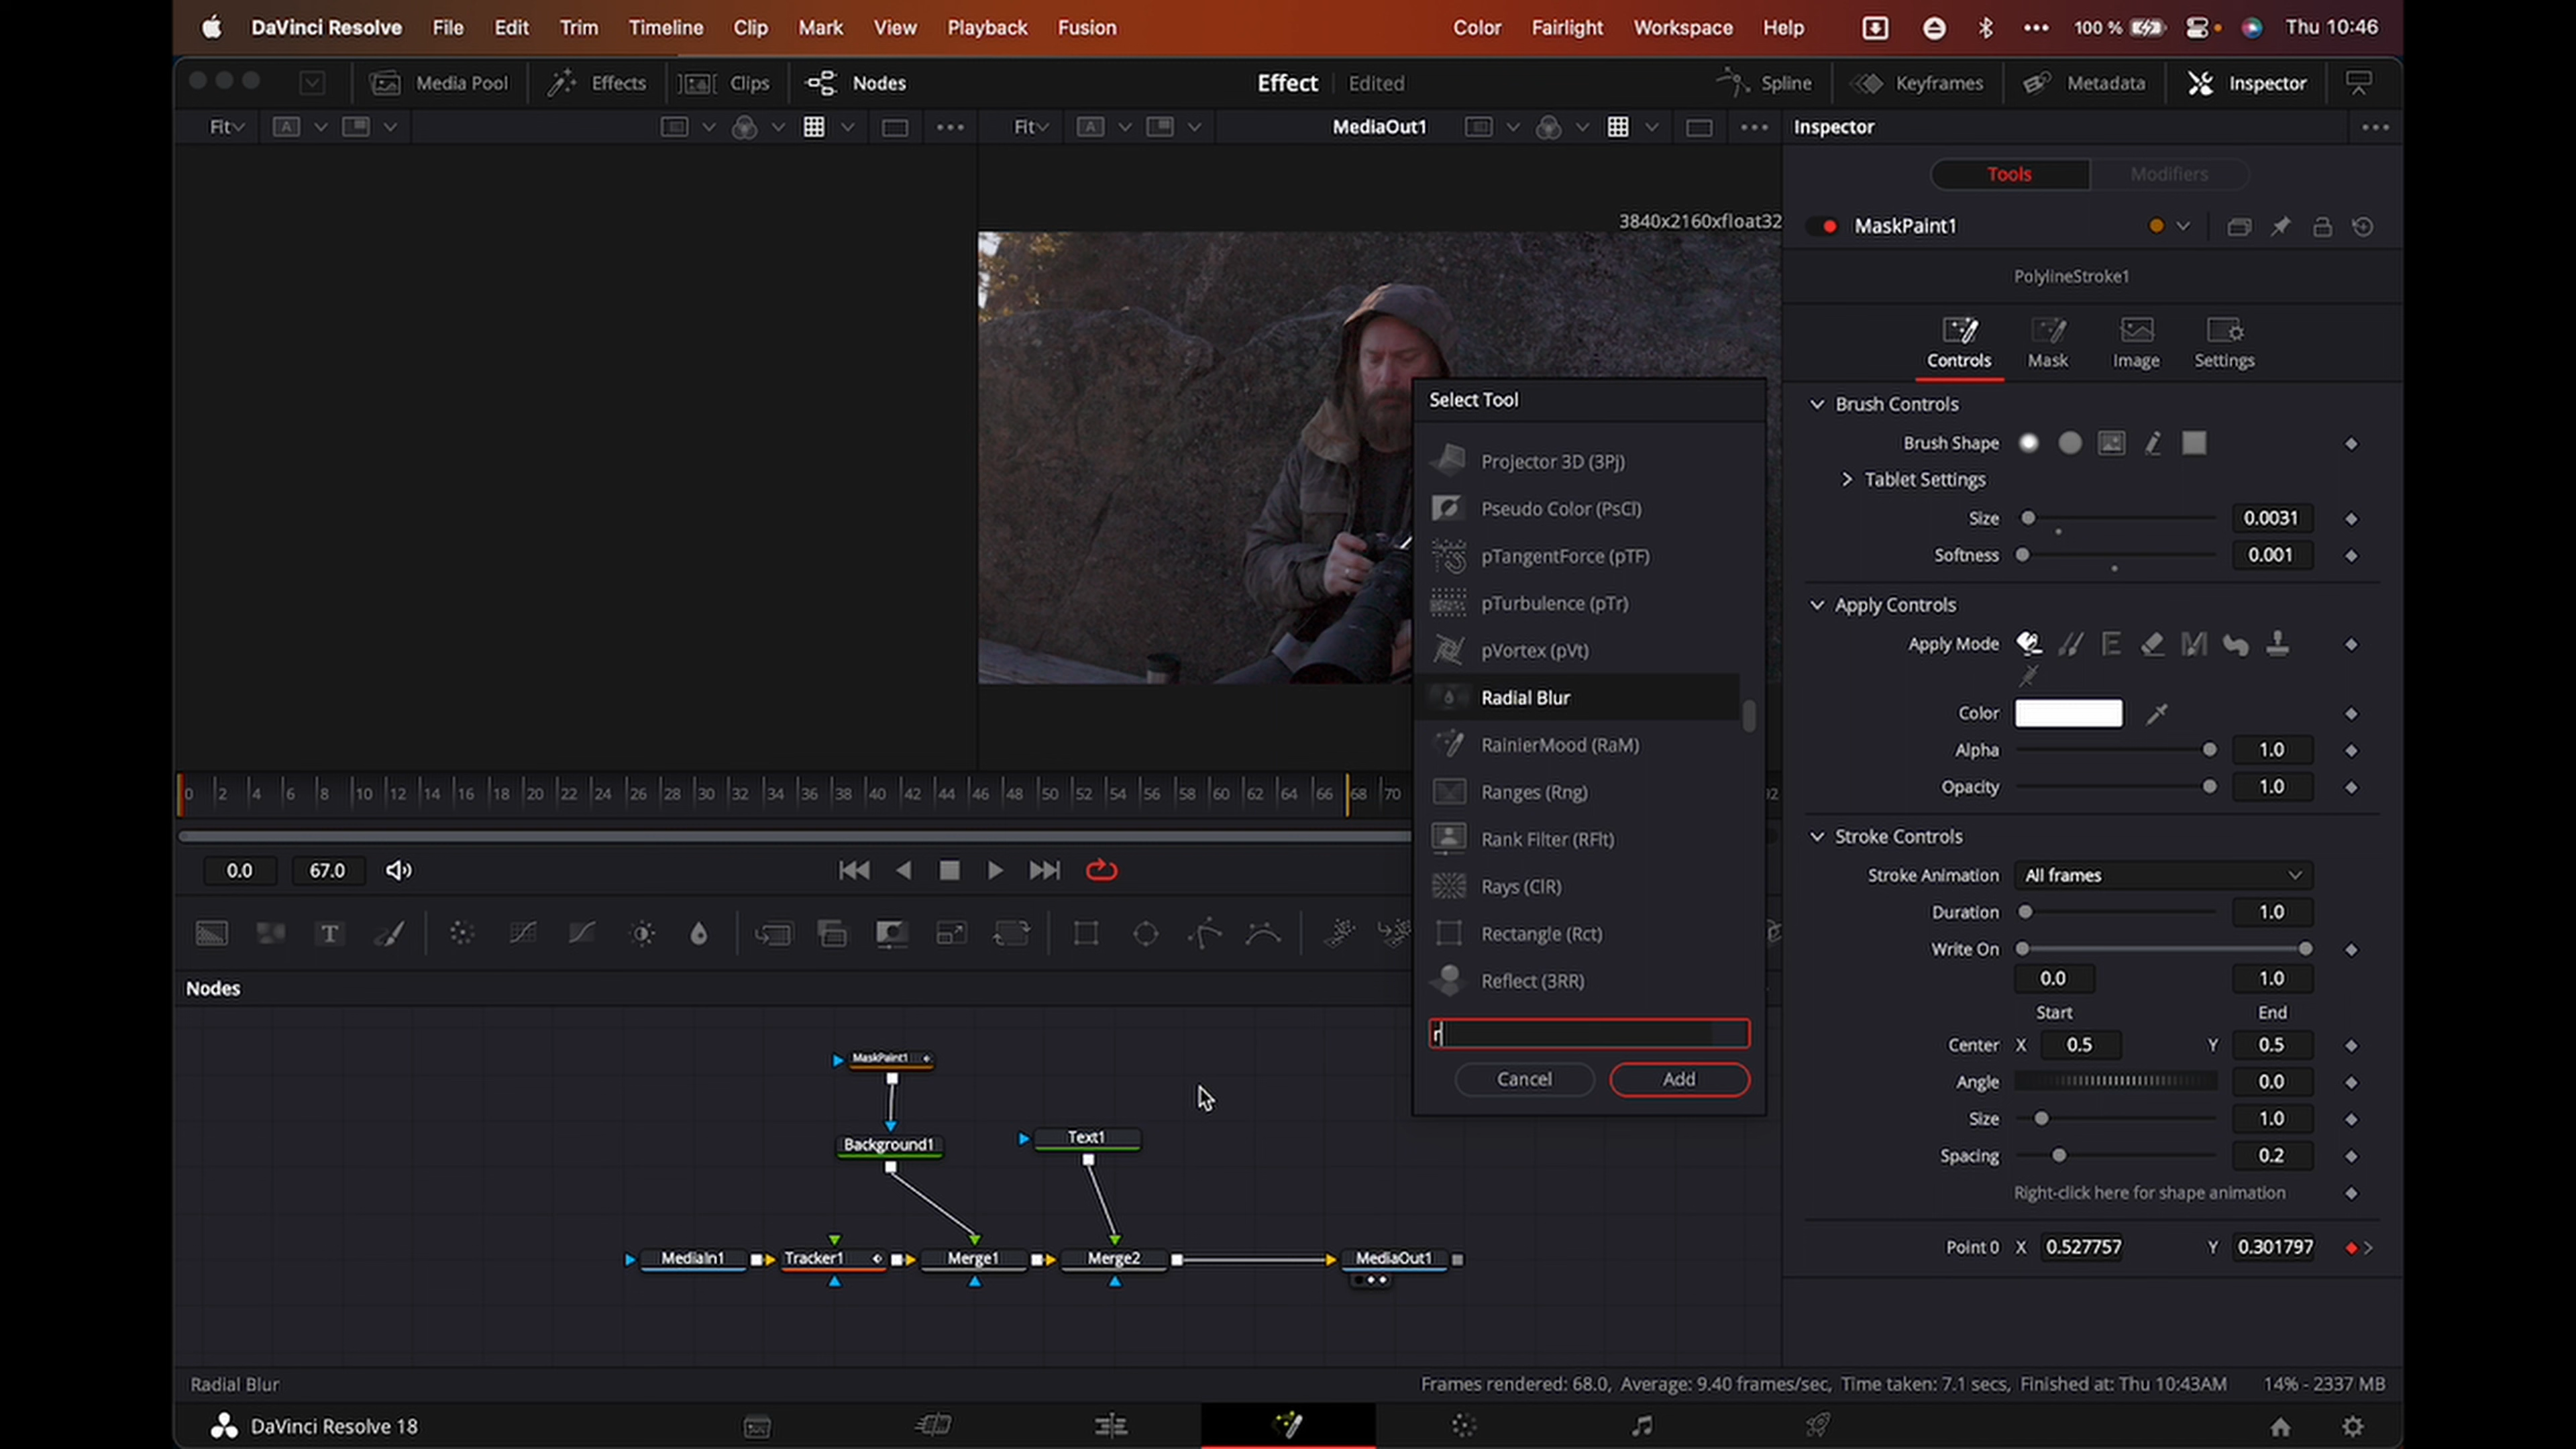 DaVinci Resolve File Edit Trim Timeline Clip Mark View Playback Fusion Color Fairlight Workspace Help 100 % Thu 10:46
Media Pool Effects Clips Nodes Effect Edited Spline Keyframes Metadata Inspector
Fit A Fit A MediaOut1 Inspector
Tools Modifiers
3840x2160xfloat32
MaskPaint1
PolylineStroke1
Controls Mask Image Settings
Select Tool
Projector 3D (3Pj)
Pseudo Color (PsCl)
pTangentForce (pTF)
pTurbulence (pTr)
pVortex (pVt)
Radial Blur
RainierMood (RaM)
Ranges (Rng)
Rank Filter (RFlt)
Rays (ClR)
Rectangle (Rct)
Reflect (3RR)
r
Cancel Add
Brush Controls
Brush Shape
Tablet Settings
Size 0.0031
Softness 0.001
Apply Controls
Apply Mode
Color
Alpha 1.0
Opacity 1.0
Stroke Controls
Stroke Animation All frames
Duration 1.0
Write On
0.0 1.0
Start End
Center X 0.5 Y 0.5
Angle 0.0
Size 1.0
Spacing 0.2
Right-click here for shape animation
Point 0 X 0.527757 Y 0.301797
0 2 4 6 8 10 12 14 16 18 20 22 24 26 28 30 32 34 36 38 40 42 44 46 48 50 52 54 56 58 60 62 64 66 68 70
0.0 67.0
T
Nodes
MaskPaint1
Background1 Text1
MediaIn1 Tracker1 Merge1 Merge2 MediaOut1
Radial Blur Frames rendered: 68.0, Average: 9.40 frames/sec, Time taken: 7.1 secs, Finished at: Thu 10:43AM 14% - 2337 MB
DaVinci Resolve 18